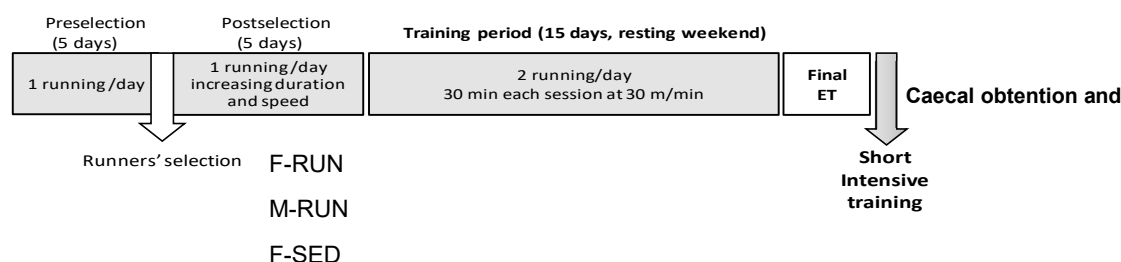 Preselection
(5 days)
Postselection
(5 days)
Training period (15 days, resting weekend)
1 running/day
1 running/day
increasing duration
and speed
2 running/day
30 min each session at 30 m/min
Final
ET
Caecal obtention and
Runners' selection
F-RUN
M-RUN
F-SED
Short
Intensive
training